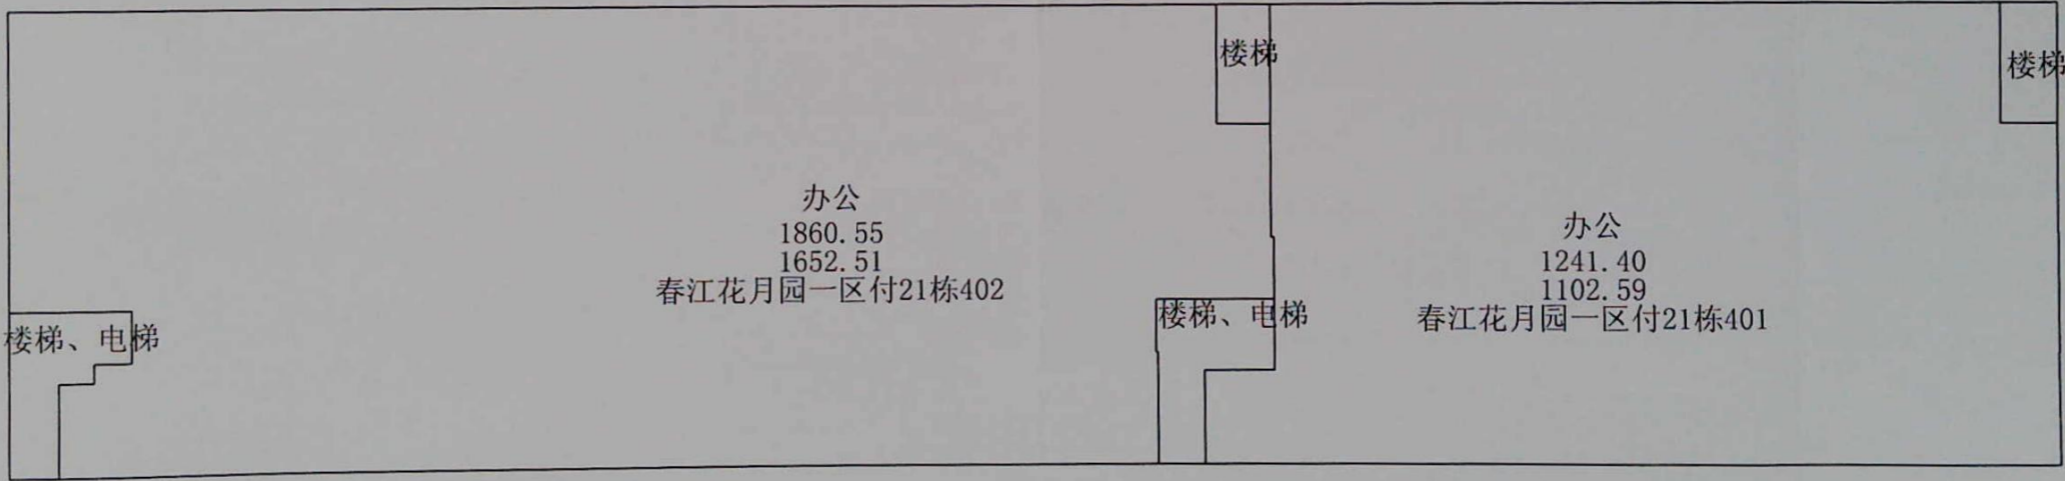 楼梯
楼梯
办公
1860.55
1652.51
春江花月园一区付21栋402
办公
1241.40
1102.59
春江花月园一区付21栋401
楼梯、电梯
楼梯、电梯